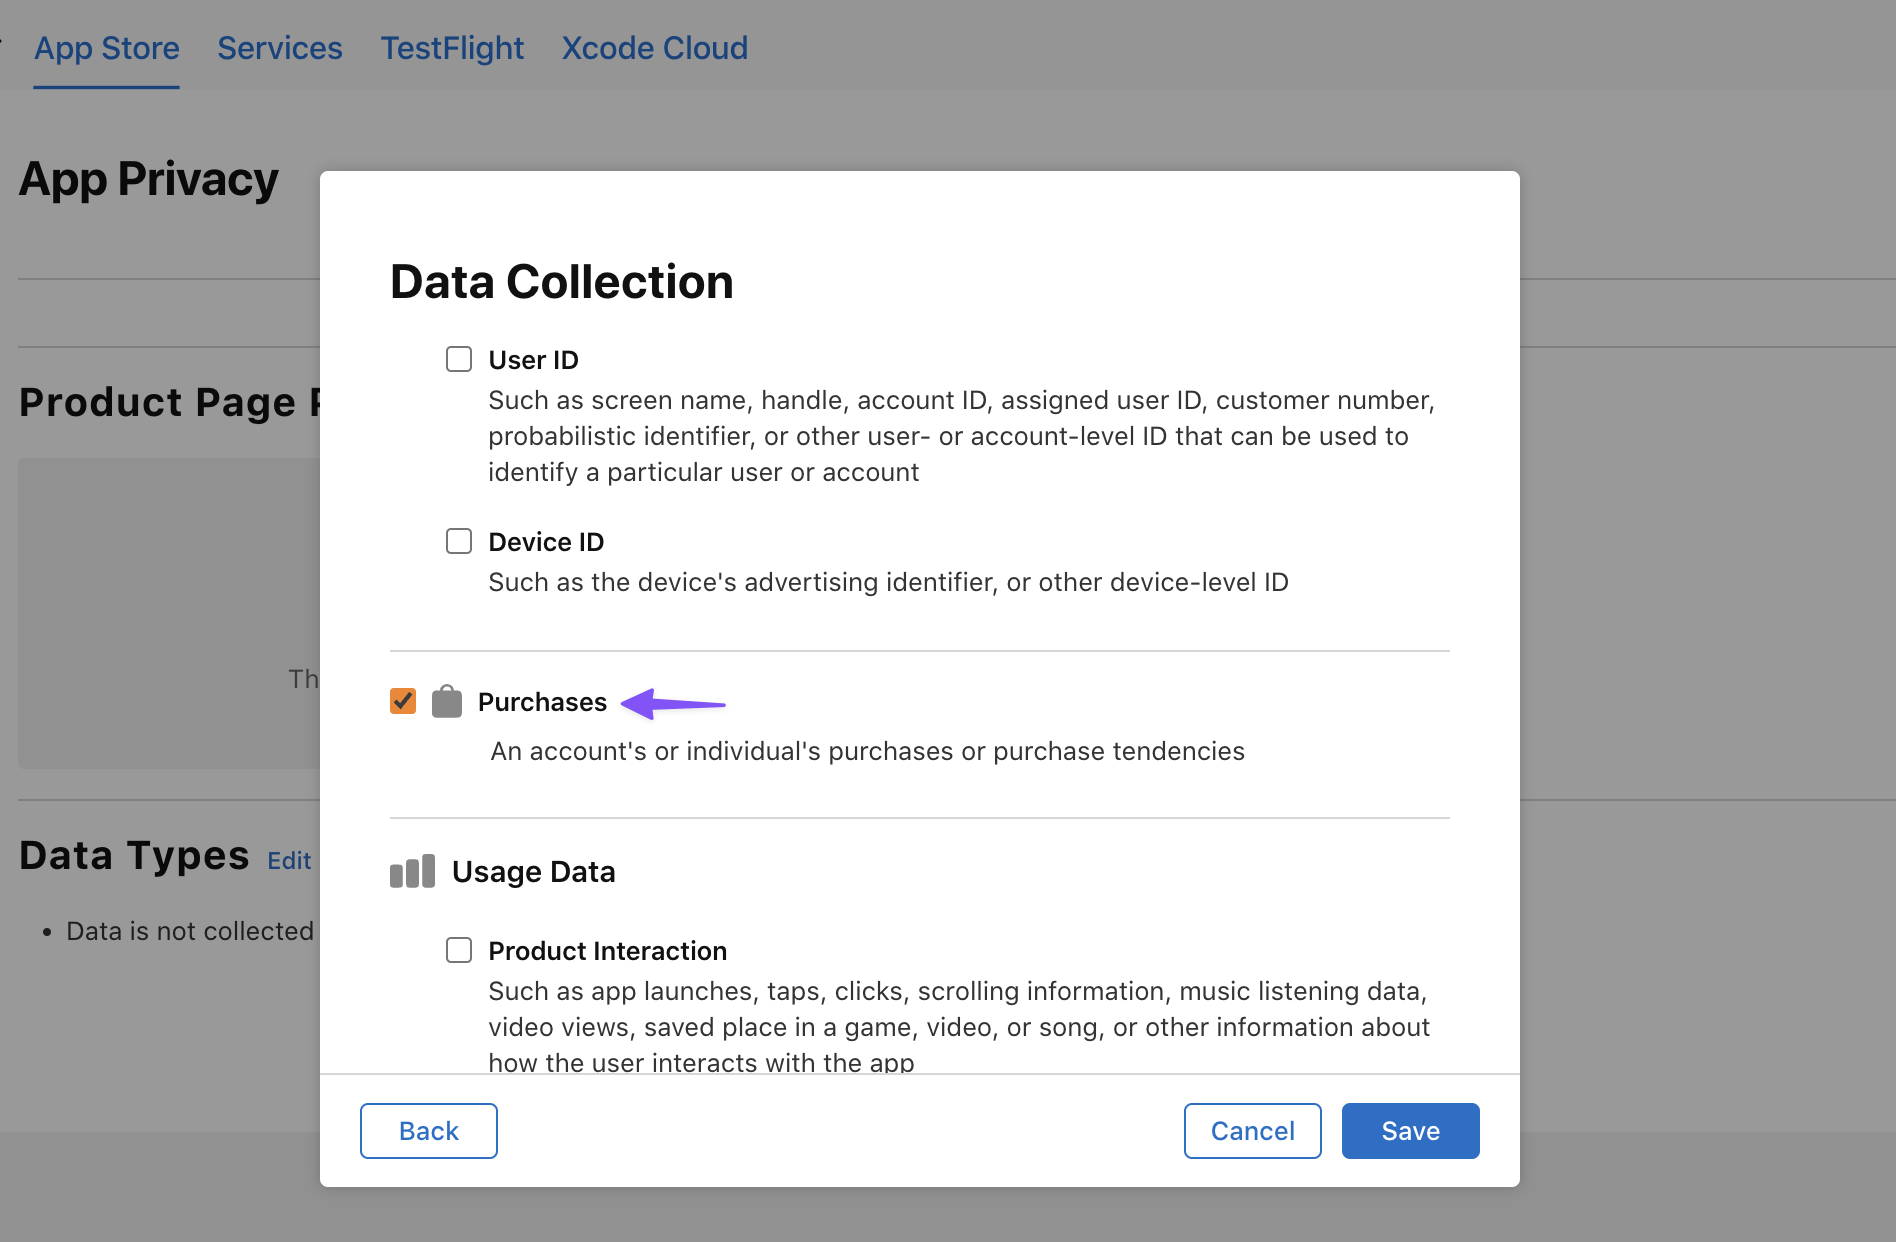 App Store Services TestFlight Xcode Cloud
App Privacy
Data Collection
User ID
Such as screen name, handle, account ID, assigned user ID, customer number,
probabilistic identifier, or other user- or account-level ID that can be used to
identify a particular user or account
Device ID
Such as the device's advertising identifier, or other device-level ID
Purchases
An account's or individual's purchases or purchase tendencies
Usage Data
Product Interaction
Such as app launches, taps, clicks, scrolling information, music listening data,
video views, saved place in a game, video, or song, or other information about
how the user interacts with the app
Back Cancel Save
Product Page
Data Types Edit
• Data is not collected